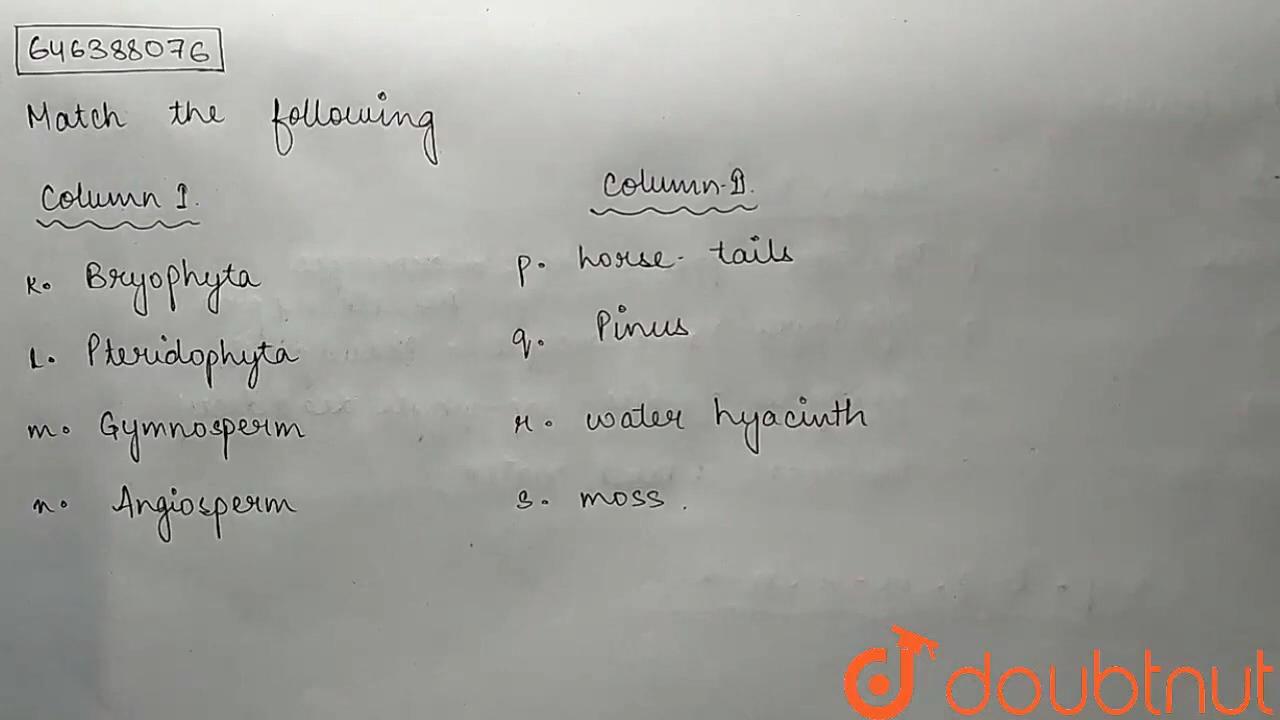 646388076
Match the following
Column I.
Column-II.
K. Bryophyta
p. horse-tails
L. Pteridophyta
q. Pinus
m. Gymnosperm
r. water hyacinth
n. Angiosperm
s. moss.
doubtnut